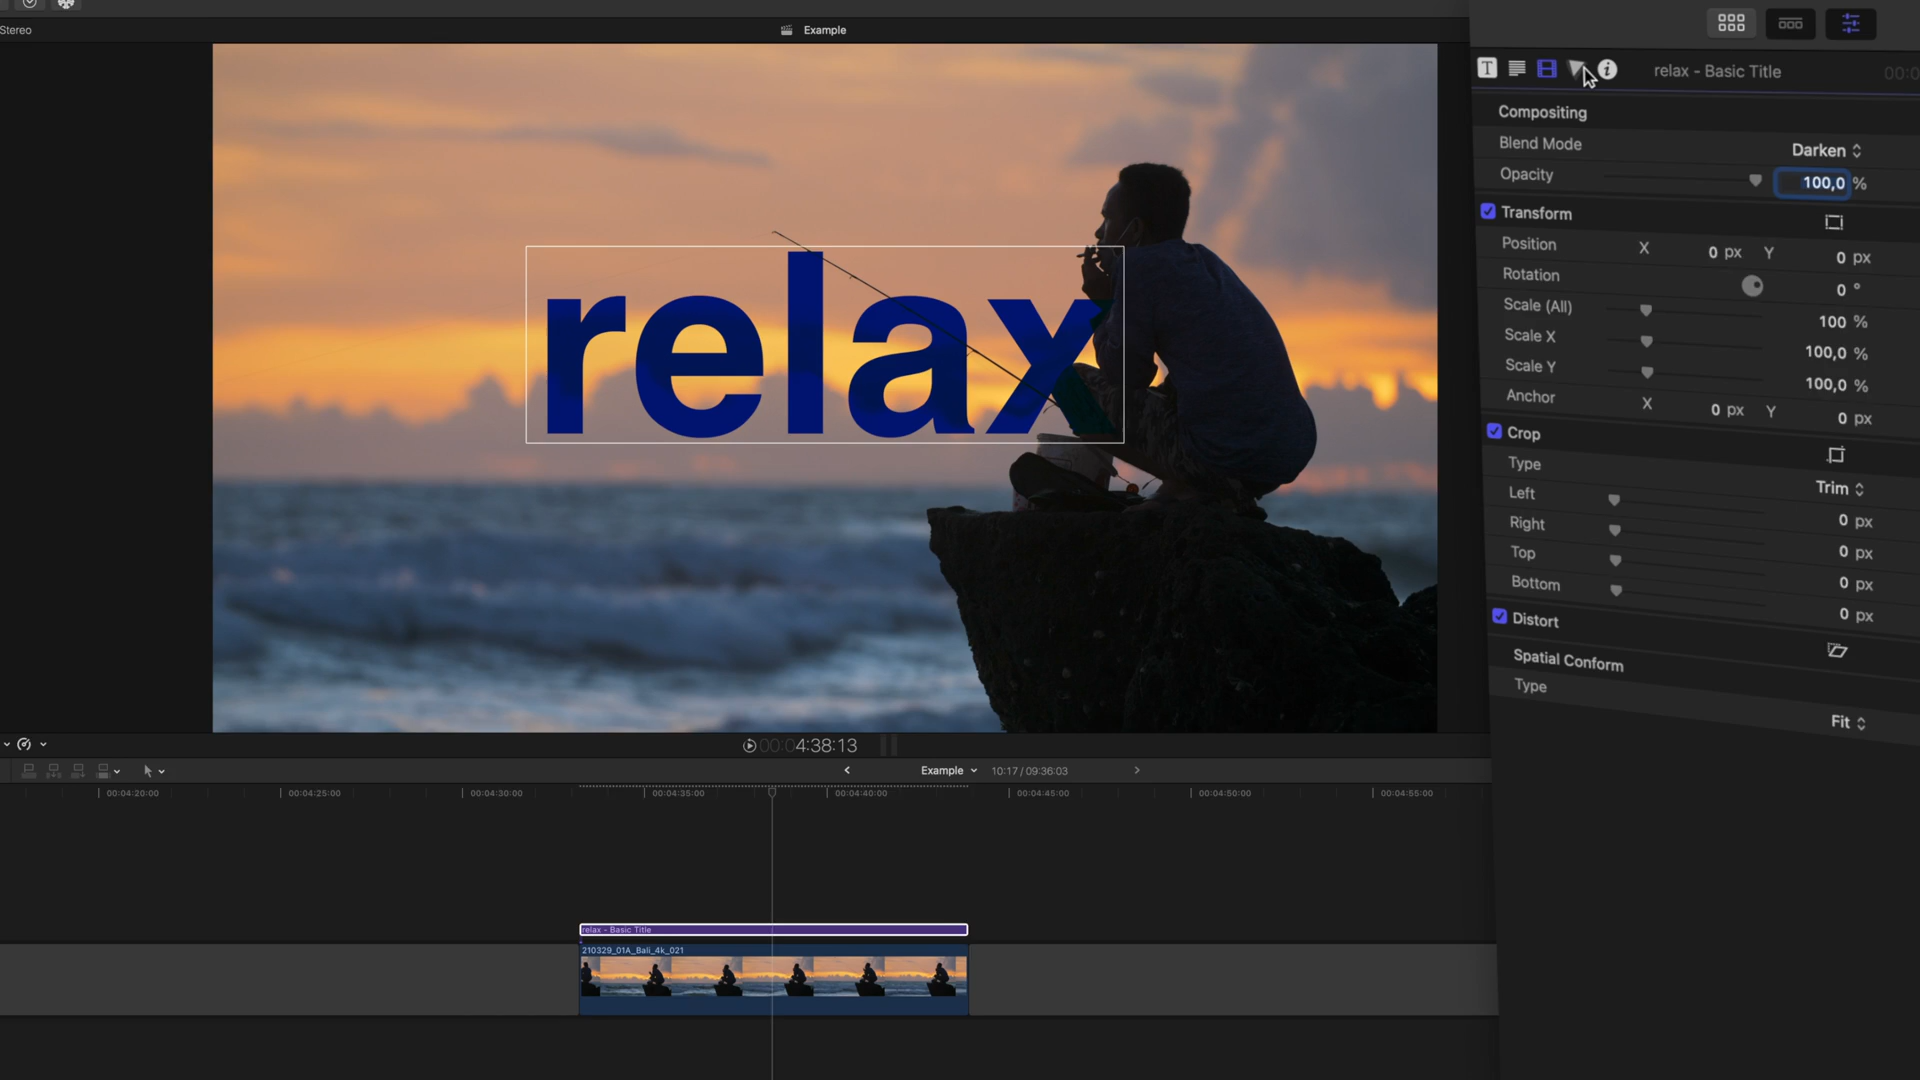 Stereo
Example
relax - Basic Title
00:0
Compositing
Blend Mode
Darken
Opacity
100,0 %
Transform
Position X 0 px Y 0 px
Rotation 0 °
Scale (All) 100 %
Scale X 100,0 %
Scale Y 100,0 %
Anchor X 0 px Y 0 px
Crop
Type Trim
Left 0 px
Right 0 px
Top 0 px
Bottom 0 px
Distort
Spatial Conform
Type Fit
relax
00:04:38:13
Example 10:17 / 09:36:03
00:04:20:00 00:04:25:00 00:04:30:00 00:04:35:00 00:04:40:00 00:04:45:00 00:04:50:00 00:04:55:00
relax - Basic Title
210329_01A_Bali_4k_021